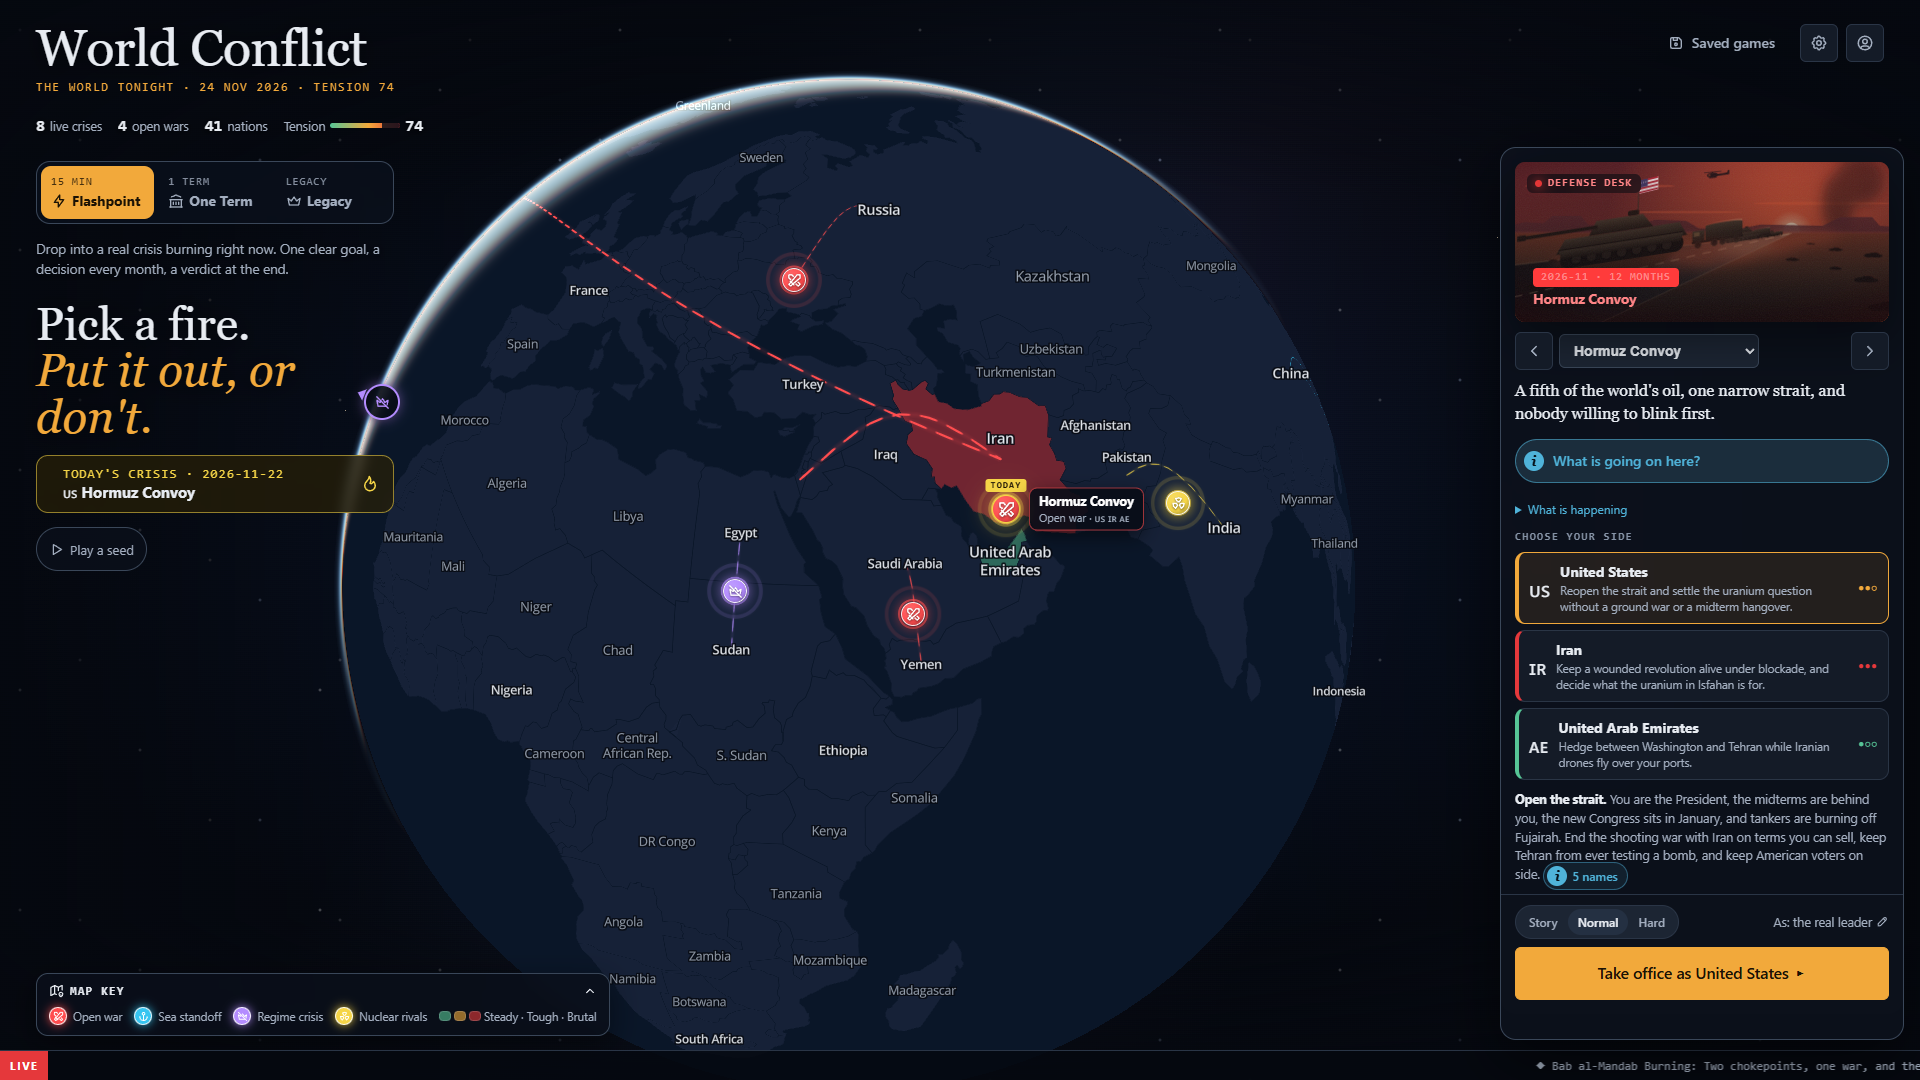 World Conflict
THE WORLD TONIGHT · 24 NOV 2026 · TENSION 74
8 live crises 4 open wars 41 nations Tension 74
15 MIN
Flashpoint
1 TERM
One Term
LEGACY
Legacy
Drop into a real crisis burning right now. One clear goal, a
decision every month, a verdict at the end.
Pick a fire.
Put it out, or
don't.
TODAY'S CRISIS · 2026-11-22
US Hormuz Convoy
Play a seed
Saved games
Greenland
Sweden
Russia
Kazakhstan
Mongolia
France
Spain
Uzbekistan
Turkmenistan
China
Turkey
Morocco
Afghanistan
Iran
Iraq
Pakistan
Algeria
Libya
TODAY
Hormuz Convoy
Open war · US IR AE
Myanmar
India
Egypt
Mauritania
Thailand
United Arab
Emirates
Saudi Arabia
Mali
Niger
Chad
Sudan
Yemen
Nigeria
Indonesia
Central
African Rep.
Cameroon
S. Sudan
Ethiopia
Somalia
Kenya
DR Congo
Tanzania
Angola
Zambia
Mozambique
Namibia
Botswana
Madagascar
South Africa
MAP KEY
Open war Sea standoff Regime crisis Nuclear rivals Steady · Tough · Brutal
DEFENSE DESK
2026-11 · 12 MONTHS
Hormuz Convoy
Hormuz Convoy
A fifth of the world's oil, one narrow strait, and
nobody willing to blink first.
What is going on here?
What is happening
CHOOSE YOUR SIDE
US
United States
Reopen the strait and settle the uranium question
without a ground war or a midterm hangover.
IR
Iran
Keep a wounded revolution alive under blockade, and
decide what the uranium in Isfahan is for.
AE
United Arab Emirates
Hedge between Washington and Tehran while Iranian
drones fly over your ports.
Open the strait. You are the President, the midterms are behind
you, the new Congress sits in January, and tankers are burning off
Fujairah. End the shooting war with Iran on terms you can sell, keep
Tehran from ever testing a bomb, and keep American voters on
side. 5 names
Story Normal Hard
As: the real leader
Take office as United States
LIVE
Bab al-Mandab Burning: Two chokepoints, one war, and the